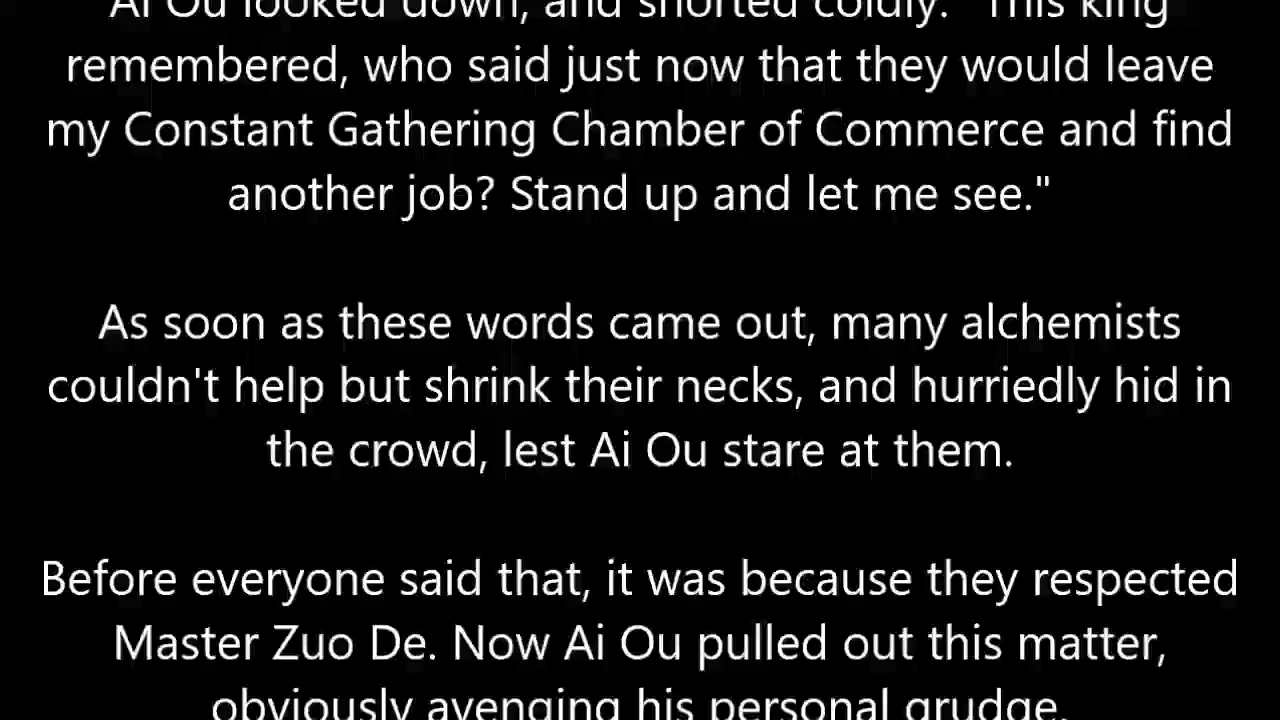 Ai Ou looked down, and snorted coldly: "This king
remembered, who said just now that they would leave
my Constant Gathering Chamber of Commerce and find
another job? Stand up and let me see."
As soon as these words came out, many alchemists
couldn't help but shrink their necks, and hurriedly hid in
the crowd, lest Ai Ou stare at them.
Before everyone said that, it was because they respected
Master Zuo De. Now Ai Ou pulled out this matter,
obviously avenging his personal grudge.